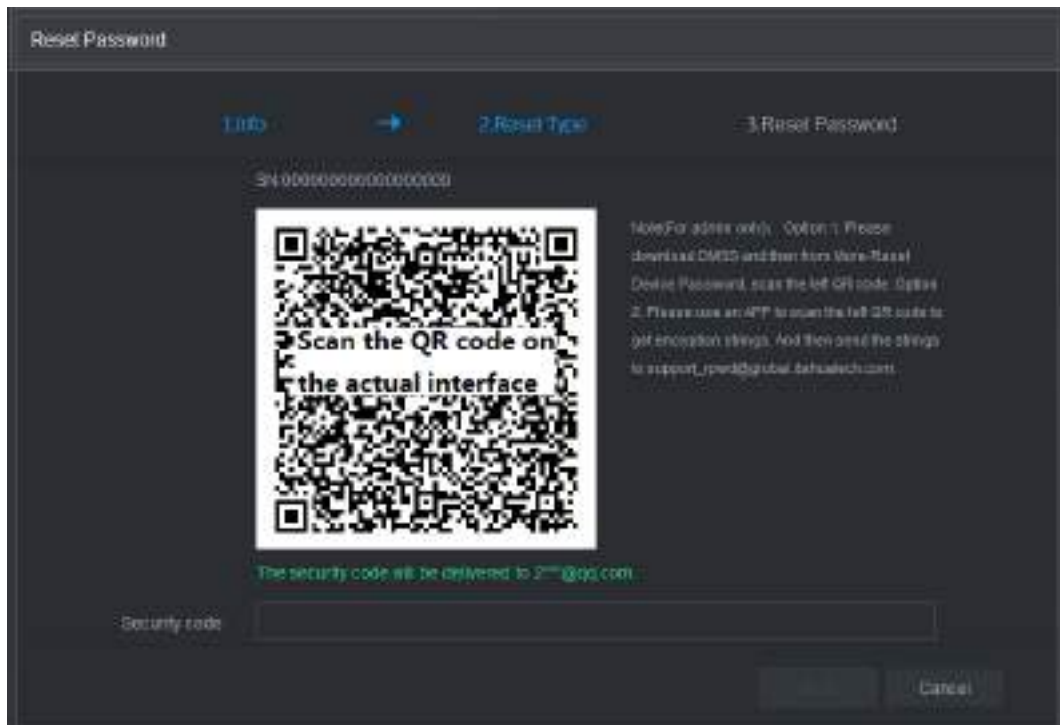 Reset Password
1.Info → 2.Reset Type 3.Reset Password
SN:000000000000000000
Note(For admin only): Option 1: Please
download DMSS and then from More-Reset
Device Password, scan the left QR code. Option
2: Please use an APP to scan the left QR code to
get encryption strings. And then send the strings
to support_rpwd@global.dahuatech.com.
Scan the QR code on
the actual interface
The security code will be delivered to 2***@qq.com.
Security code
Cancel